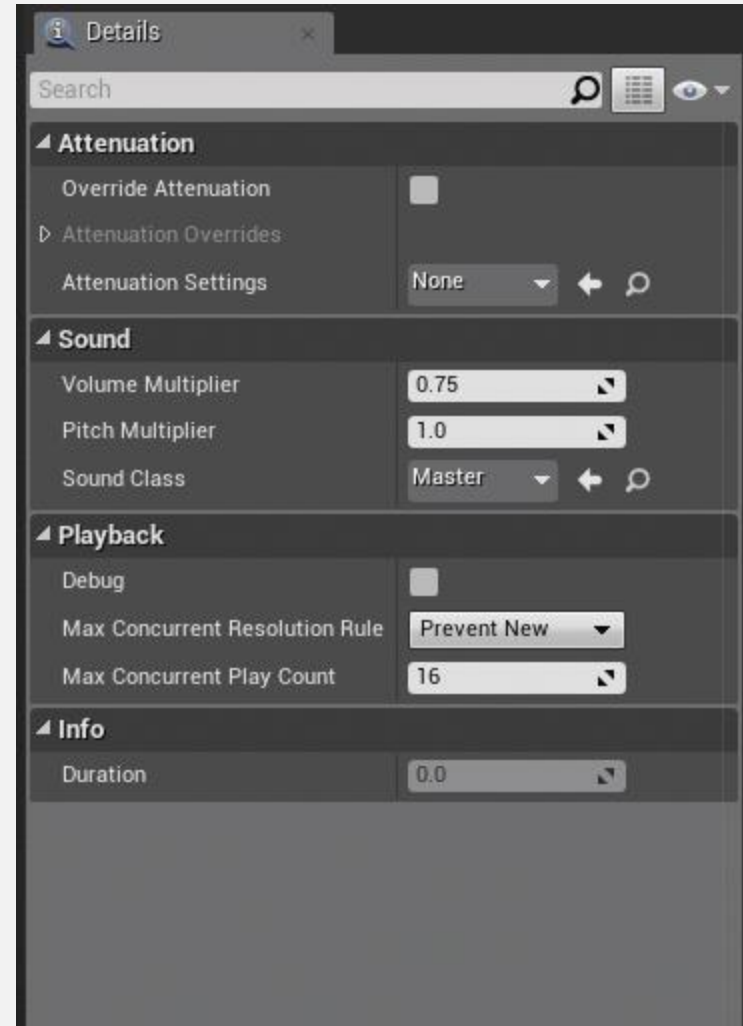 Details
Search
Attenuation
Override Attenuation
Attenuation Overrides
Attenuation Settings None
Sound
Volume Multiplier 0.75
Pitch Multiplier 1.0
Sound Class Master
Playback
Debug
Max Concurrent Resolution Rule Prevent New
Max Concurrent Play Count 16
Info
Duration 0.0